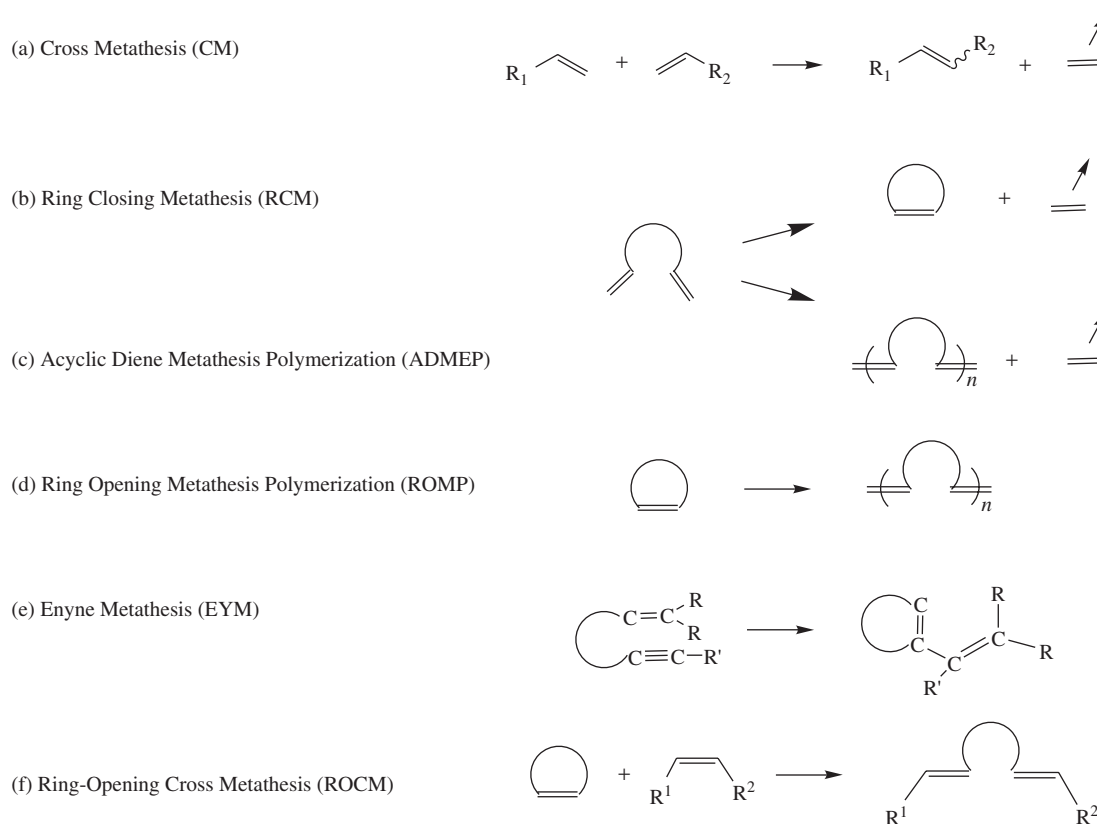 (a) Cross Metathesis (CM)
R1 + R2 R1 R2 +
(b) Ring Closing Metathesis (RCM)
+
(c) Acyclic Diene Metathesis Polymerization (ADMEP)
n +
(d) Ring Opening Metathesis Polymerization (ROMP)
n
(e) Enyne Metathesis (EYM)
C=C R R
C≡C R'
C C C C R R R'
(f) Ring-Opening Cross Metathesis (ROCM)
+ R1 R2 R1 R2